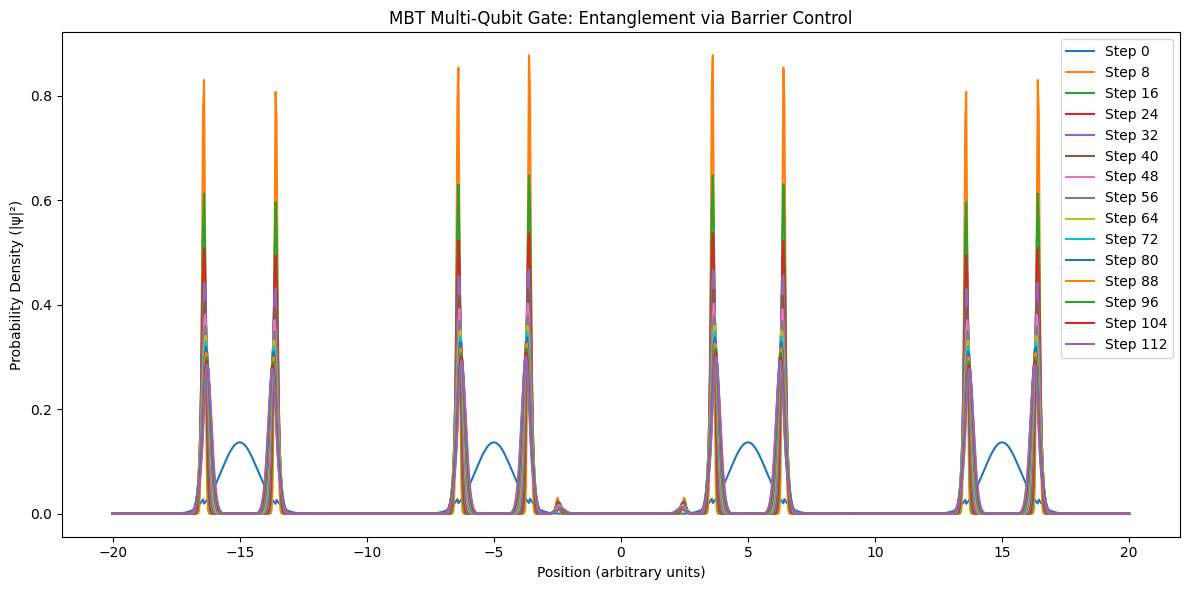 MBT Multi-Qubit Gate: Entanglement via Barrier Control
Probability Density (|ψ|²)
0.8
0.6
0.4
0.2
0.0
−20
−15
−10
−5
0
5
10
15
20
Position (arbitrary units)
Step 0
Step 8
Step 16
Step 24
Step 32
Step 40
Step 48
Step 56
Step 64
Step 72
Step 80
Step 88
Step 96
Step 104
Step 112